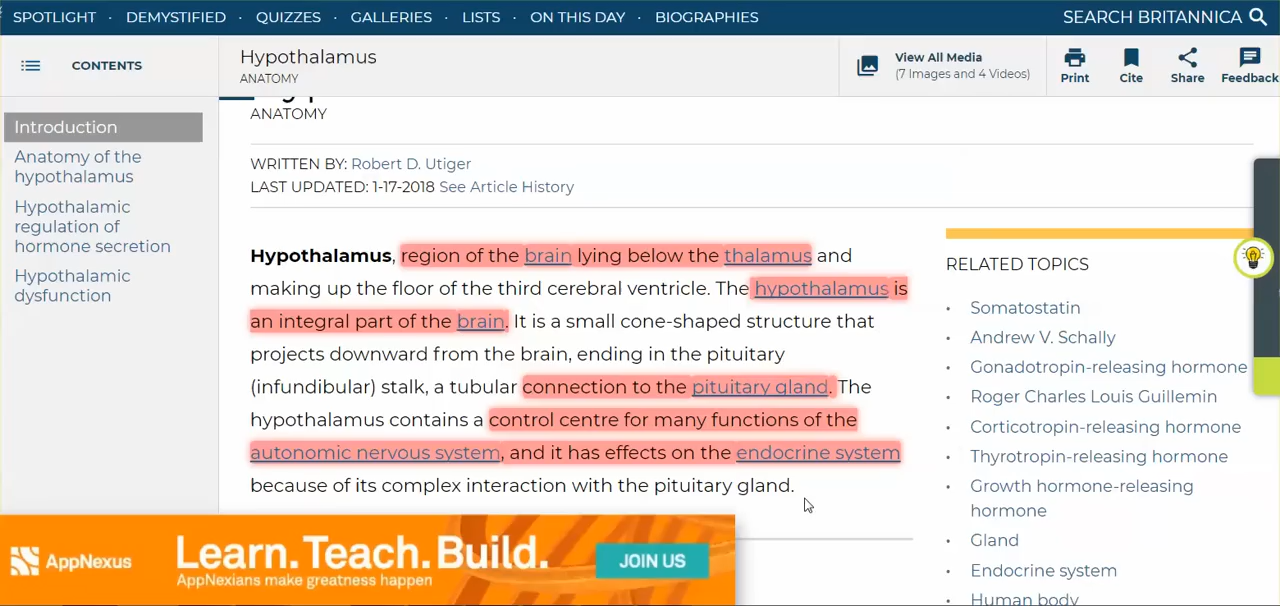 SPOTLIGHT · DEMYSTIFIED · QUIZZES · GALLERIES · LISTS · ON THIS DAY · BIOGRAPHIES
SEARCH BRITANNICA
CONTENTS
Hypothalamus
ANATOMY
View All Media
(7 Images and 4 Videos)
Print
Cite
Share
Feedback
Introduction
Anatomy of the
hypothalamus
Hypothalamic
regulation of
hormone secretion
Hypothalamic
dysfunction
ANATOMY
WRITTEN BY: Robert D. Utiger
LAST UPDATED: 1-17-2018 See Article History
Hypothalamus, region of the brain lying below the thalamus and
making up the floor of the third cerebral ventricle. The hypothalamus is
an integral part of the brain. It is a small cone-shaped structure that
projects downward from the brain, ending in the pituitary
(infundibular) stalk, a tubular connection to the pituitary gland. The
hypothalamus contains a control centre for many functions of the
autonomic nervous system, and it has effects on the endocrine system
because of its complex interaction with the pituitary gland.
RELATED TOPICS
• Somatostatin
• Andrew V. Schally
• Gonadotropin-releasing hormone
• Roger Charles Louis Guillemin
• Corticotropin-releasing hormone
• Thyrotropin-releasing hormone
• Growth hormone-releasing
hormone
• Gland
• Endocrine system
• Human body
AppNexus
Learn. Teach. Build.
AppNexians make greatness happen
JOIN US